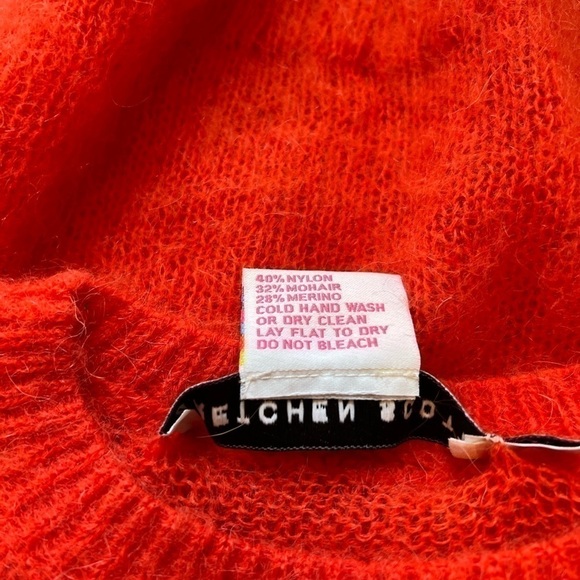 40% NYLON
32% MOHAIR
28% MERINO
COLD HAND WASH
OR DRY CLEAN
LAY FLAT TO DRY
DO NOT BLEACH